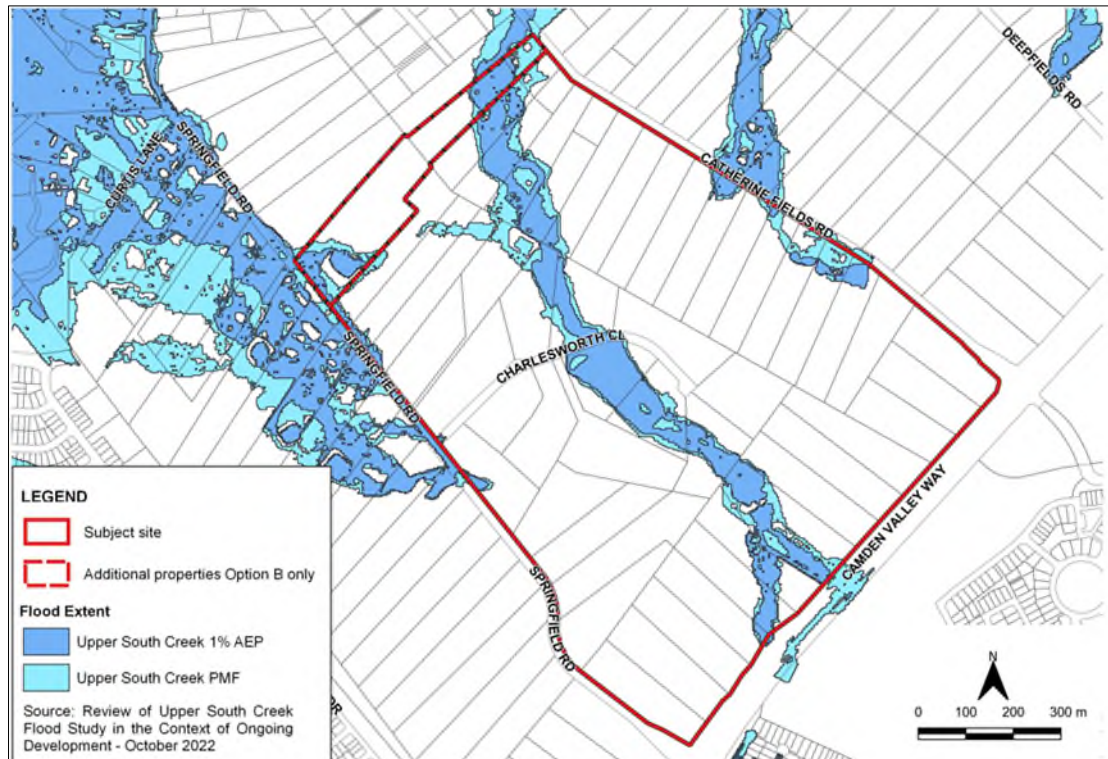 DEEPFIELDS RD
CURTIS LANE
SPRINGFIELD RD
CATHERINE FIELDS RD
SPRINGFIELD RD
CHARLESWORTH CL
CAMDEN VALLEY WAY
SPRINGFIELD RD
DR
LEGEND
Subject site
Additional properties Option B only
Flood Extent
Upper South Creek 1% AEP
Upper South Creek PMF
Source: Review of Upper South Creek
Flood Study in the Context of Ongoing
Development - October 2022
N
0 100 200 300 m